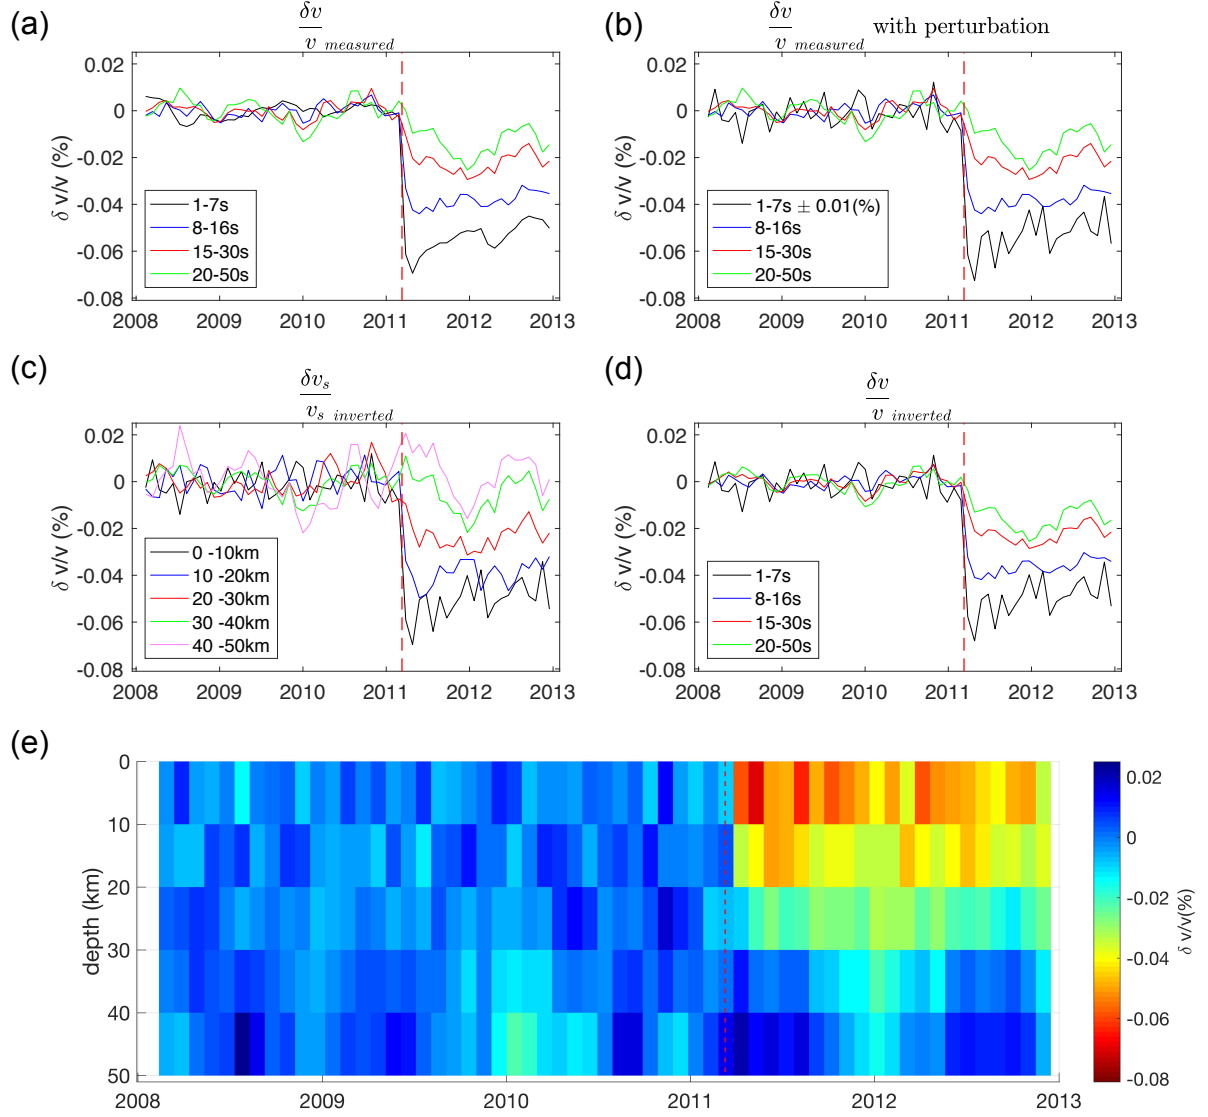 (a)
δv
v measured
0.02
0
-0.02
-0.04
-0.06
-0.08
δ v/v (%)
1-7s
8-16s
15-30s
20-50s
2008 2009 2010 2011 2012 2013
(b)
δv
v measured with perturbation
0.02
0
-0.02
-0.04
-0.06
-0.08
δ v/v (%)
1-7s ± 0.01(%)
8-16s
15-30s
20-50s
2008 2009 2010 2011 2012 2013
(c)
δvs
vs inverted
0.02
0
-0.02
-0.04
-0.06
-0.08
δ v/v (%)
0 -10km
10 -20km
20 -30km
30 -40km
40 -50km
2008 2009 2010 2011 2012 2013
(d)
δv
v inverted
0.02
0
-0.02
-0.04
-0.06
-0.08
δ v/v (%)
1-7s
8-16s
15-30s
20-50s
2008 2009 2010 2011 2012 2013
(e)
0
10
20
30
40
50
depth (km)
2008 2009 2010 2011 2012 2013
0.02
0
-0.02
-0.04
-0.06
-0.08
δ v/v(%)